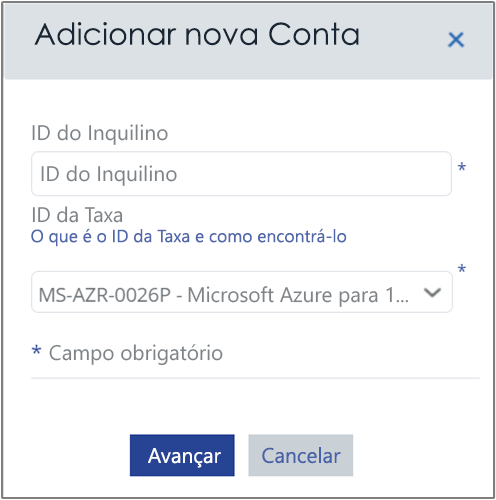 Adicionar nova Conta
ID do Inquilino
ID do Inquilino
*
ID da Taxa
O que é o ID da Taxa e como encontrá-lo
*
MS-AZR-0026P - Microsoft Azure para 1...
* Campo obrigatório
Avançar
Cancelar